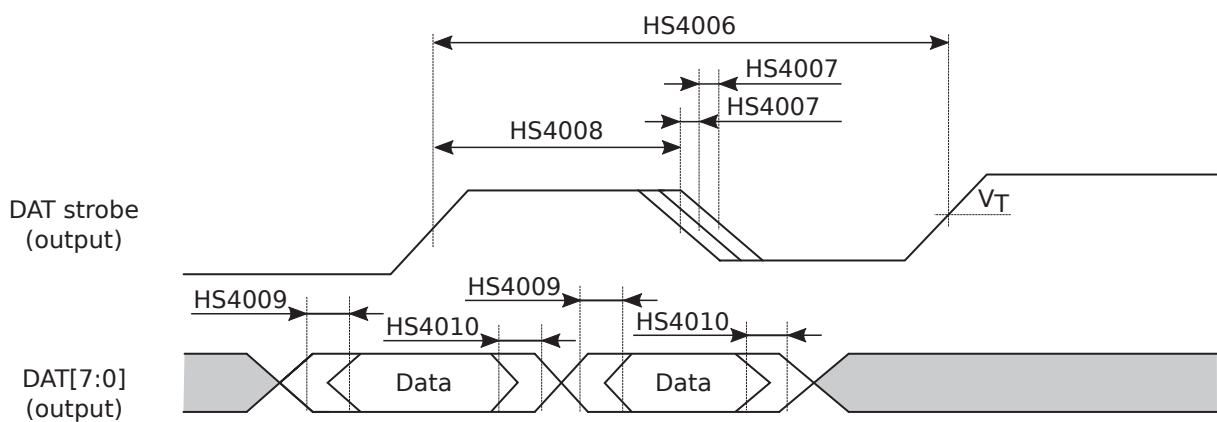 HS4006
HS4007
HS4007
HS4008
DAT strobe
(output)
VT
HS4009
HS4009
HS4010
HS4010
DAT[7:0]
(output)
Data
Data